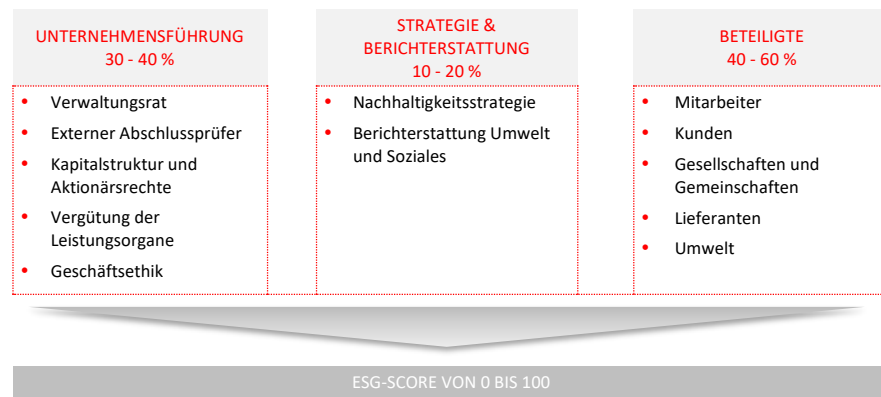 UNTERNEHMENSFÜHRUNG
30 - 40 %
• Verwaltungsrat
• Externer Abschlussprüfer
• Kapitalstruktur und
Aktionärsrechte
• Vergütung der
Leistungsorgane
• Geschäftsethik
STRATEGIE &
BERICHTERSTATTUNG
10 - 20 %
• Nachhaltigkeitsstrategie
• Berichterstattung Umwelt
und Soziales
BETEILIGTE
40 - 60 %
• Mitarbeiter
• Kunden
• Gesellschaften und
Gemeinschaften
• Lieferanten
• Umwelt
ESG-SCORE VON 0 BIS 100